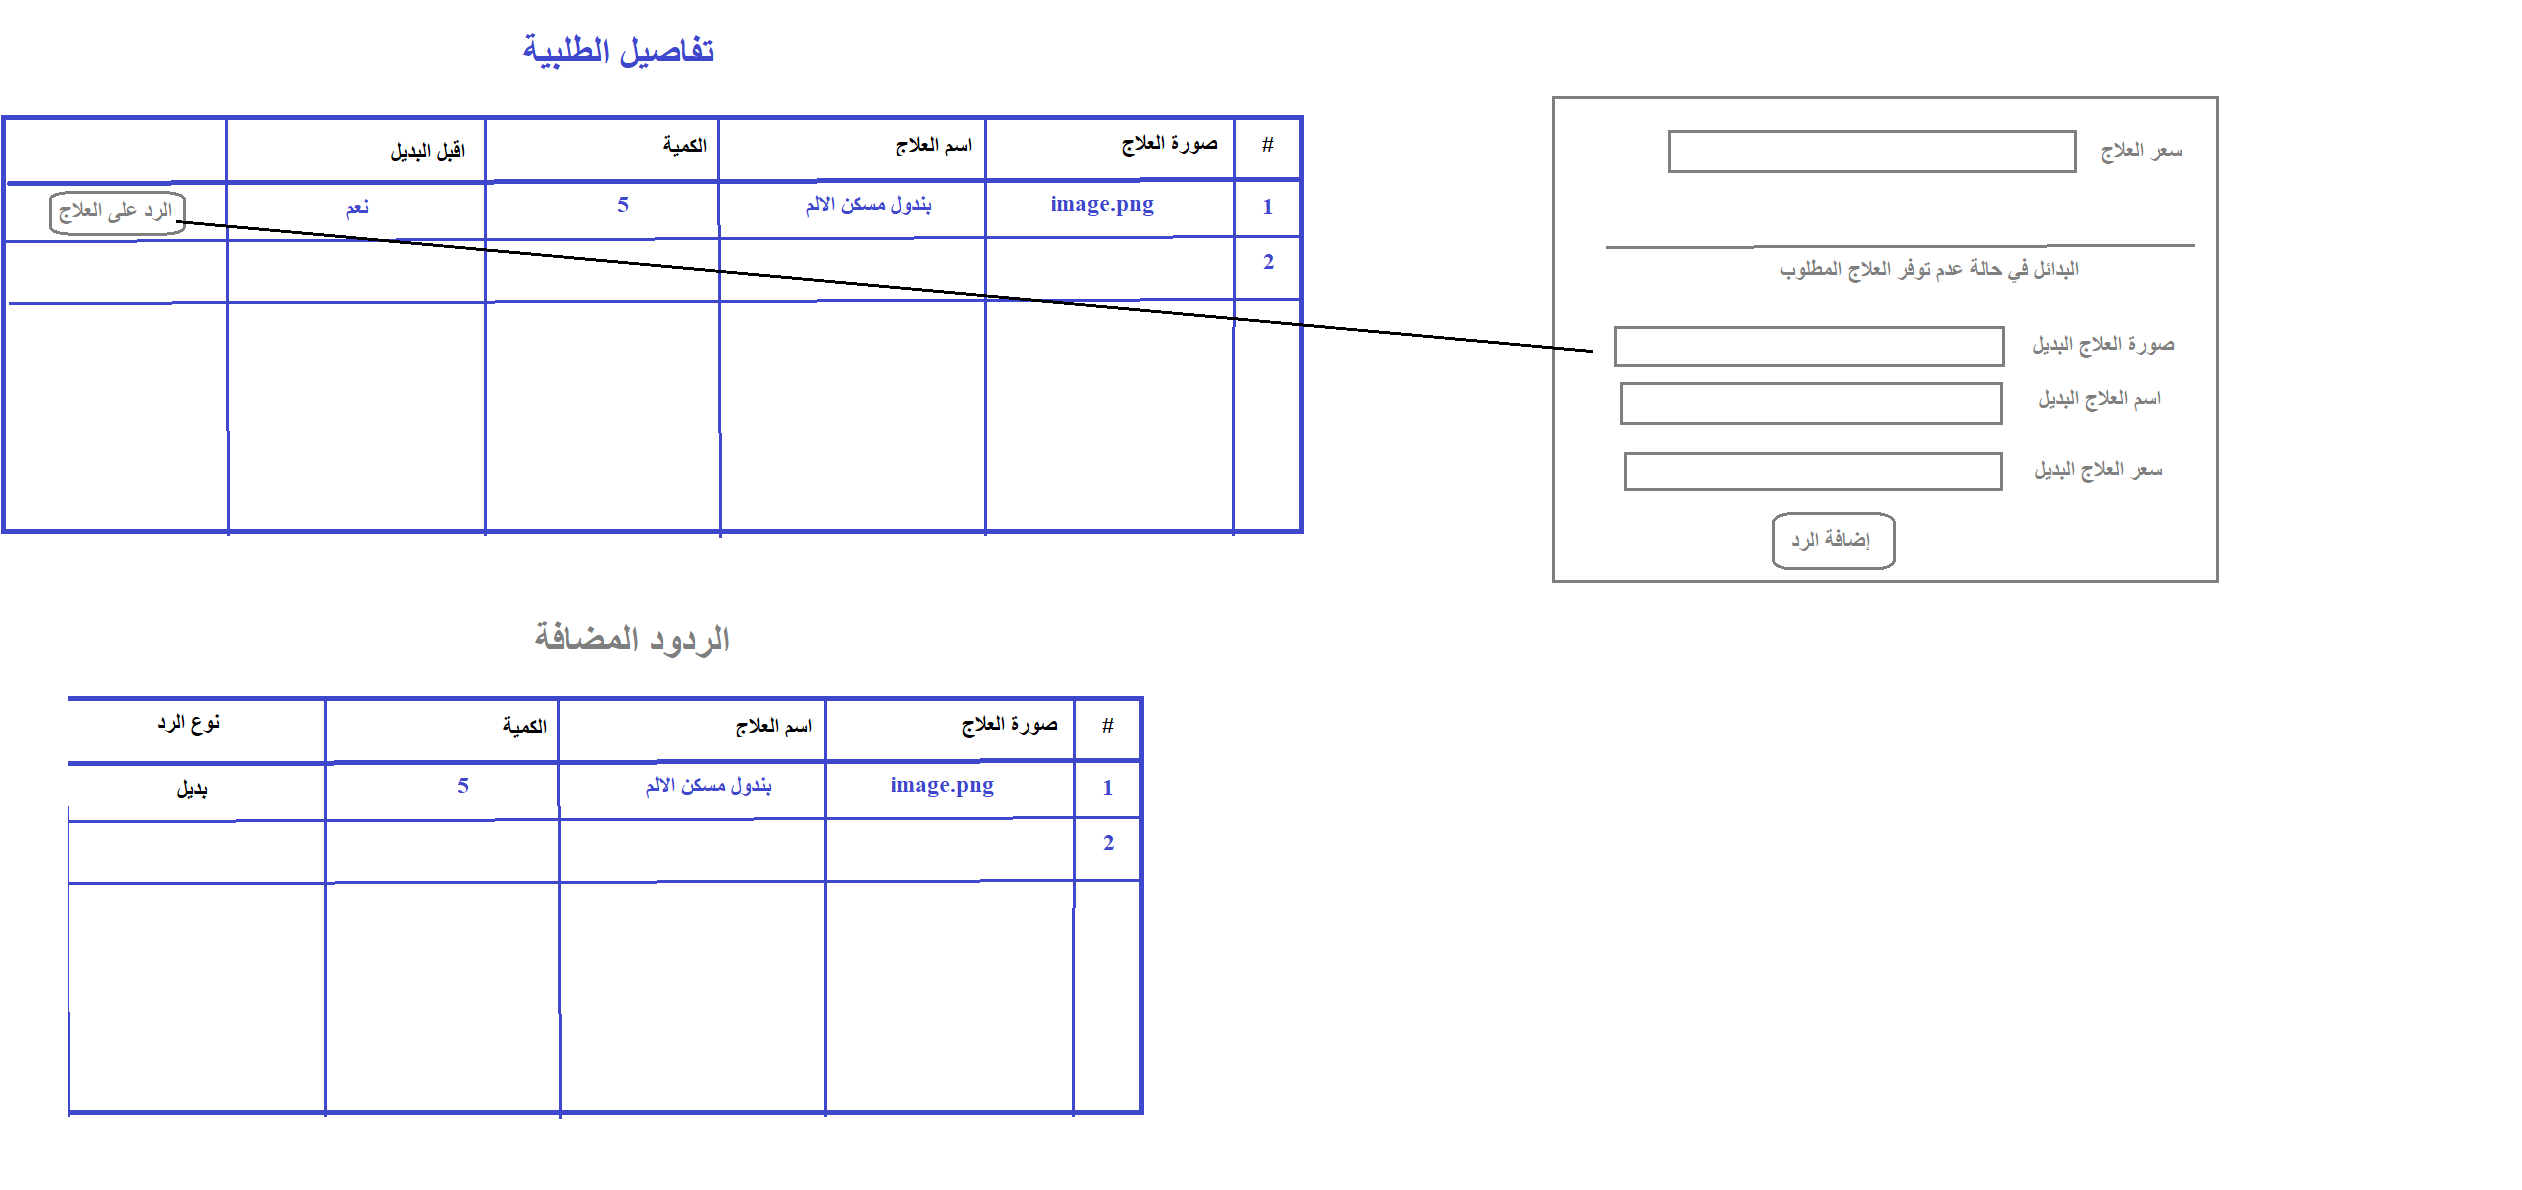 تفاصيل الطلبية
# صورة العلاج اسم العلاج الكمية اقبل البديل
1 image.png بندول مسكن الالم 5 نعم الرد على العلاج
2
سعر العلاج
البدائل في حالة عدم توفر العلاج المطلوب
صورة العلاج البديل
اسم العلاج البديل
سعر العلاج البديل
إضافة الرد
الردود المضافة
# صورة العلاج اسم العلاج الكمية نوع الرد
1 image.png بندول مسكن الالم 5 بديل
2